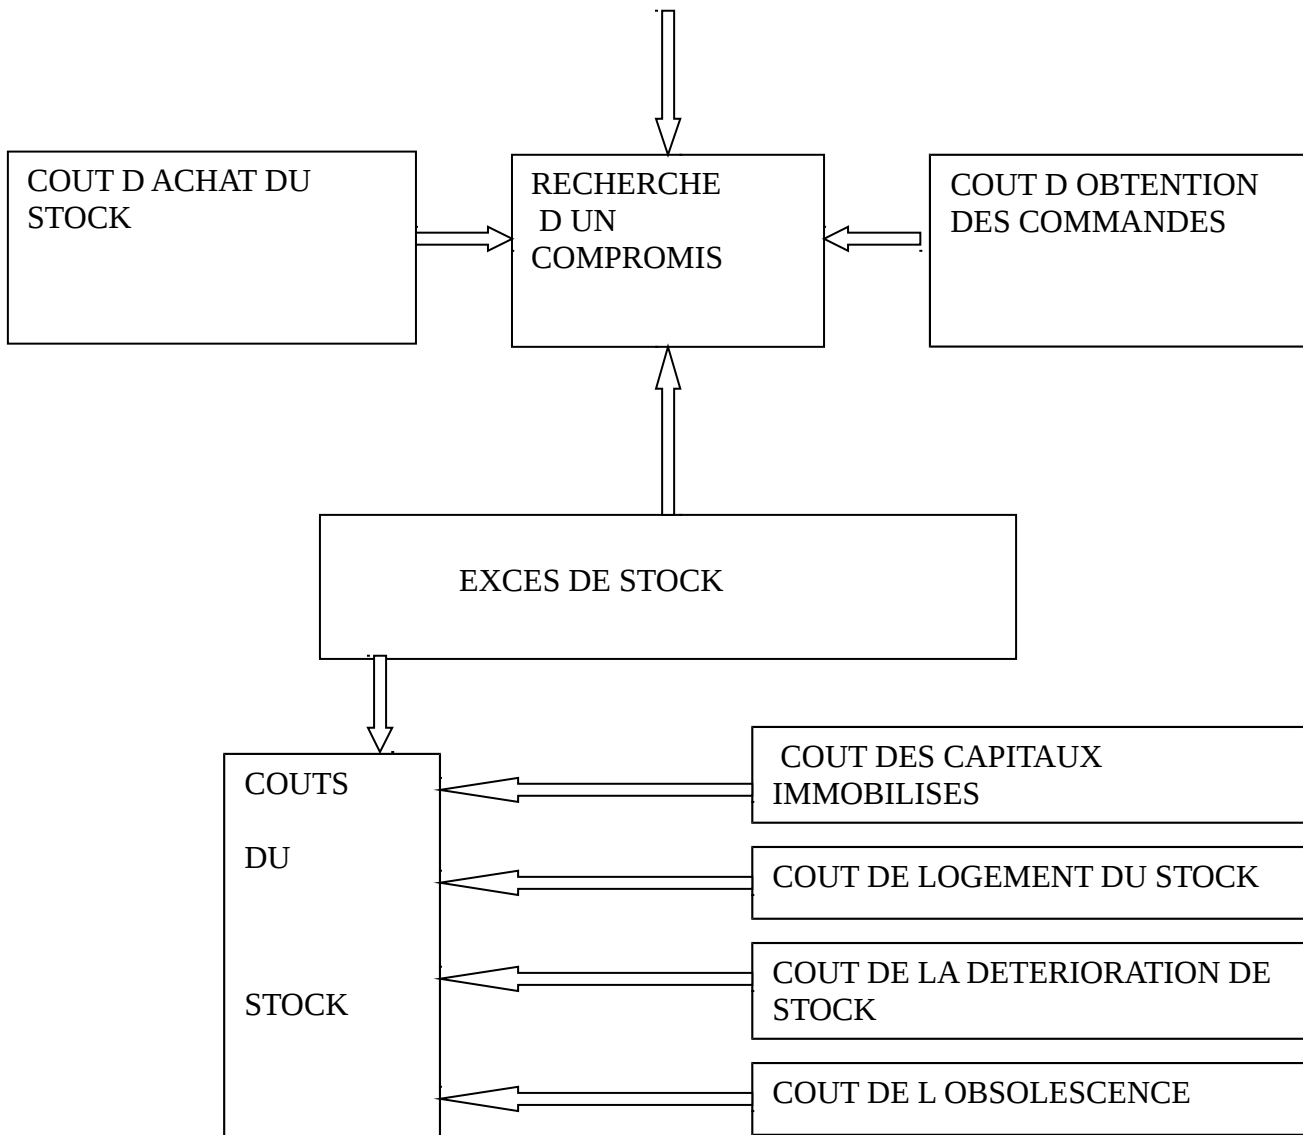 COUT D ACHAT DU
STOCK
RECHERCHE
D UN
COMPROMIS
COUT D OBTENTION
DES COMMANDES
EXCES DE STOCK
COUTS
DU
STOCK
COUT DES CAPITAUX
IMMOBILISES
COUT DE LOGEMENT DU STOCK
COUT DE LA DETERIORATION DE
STOCK
COUT DE L OBSOLESCENCE